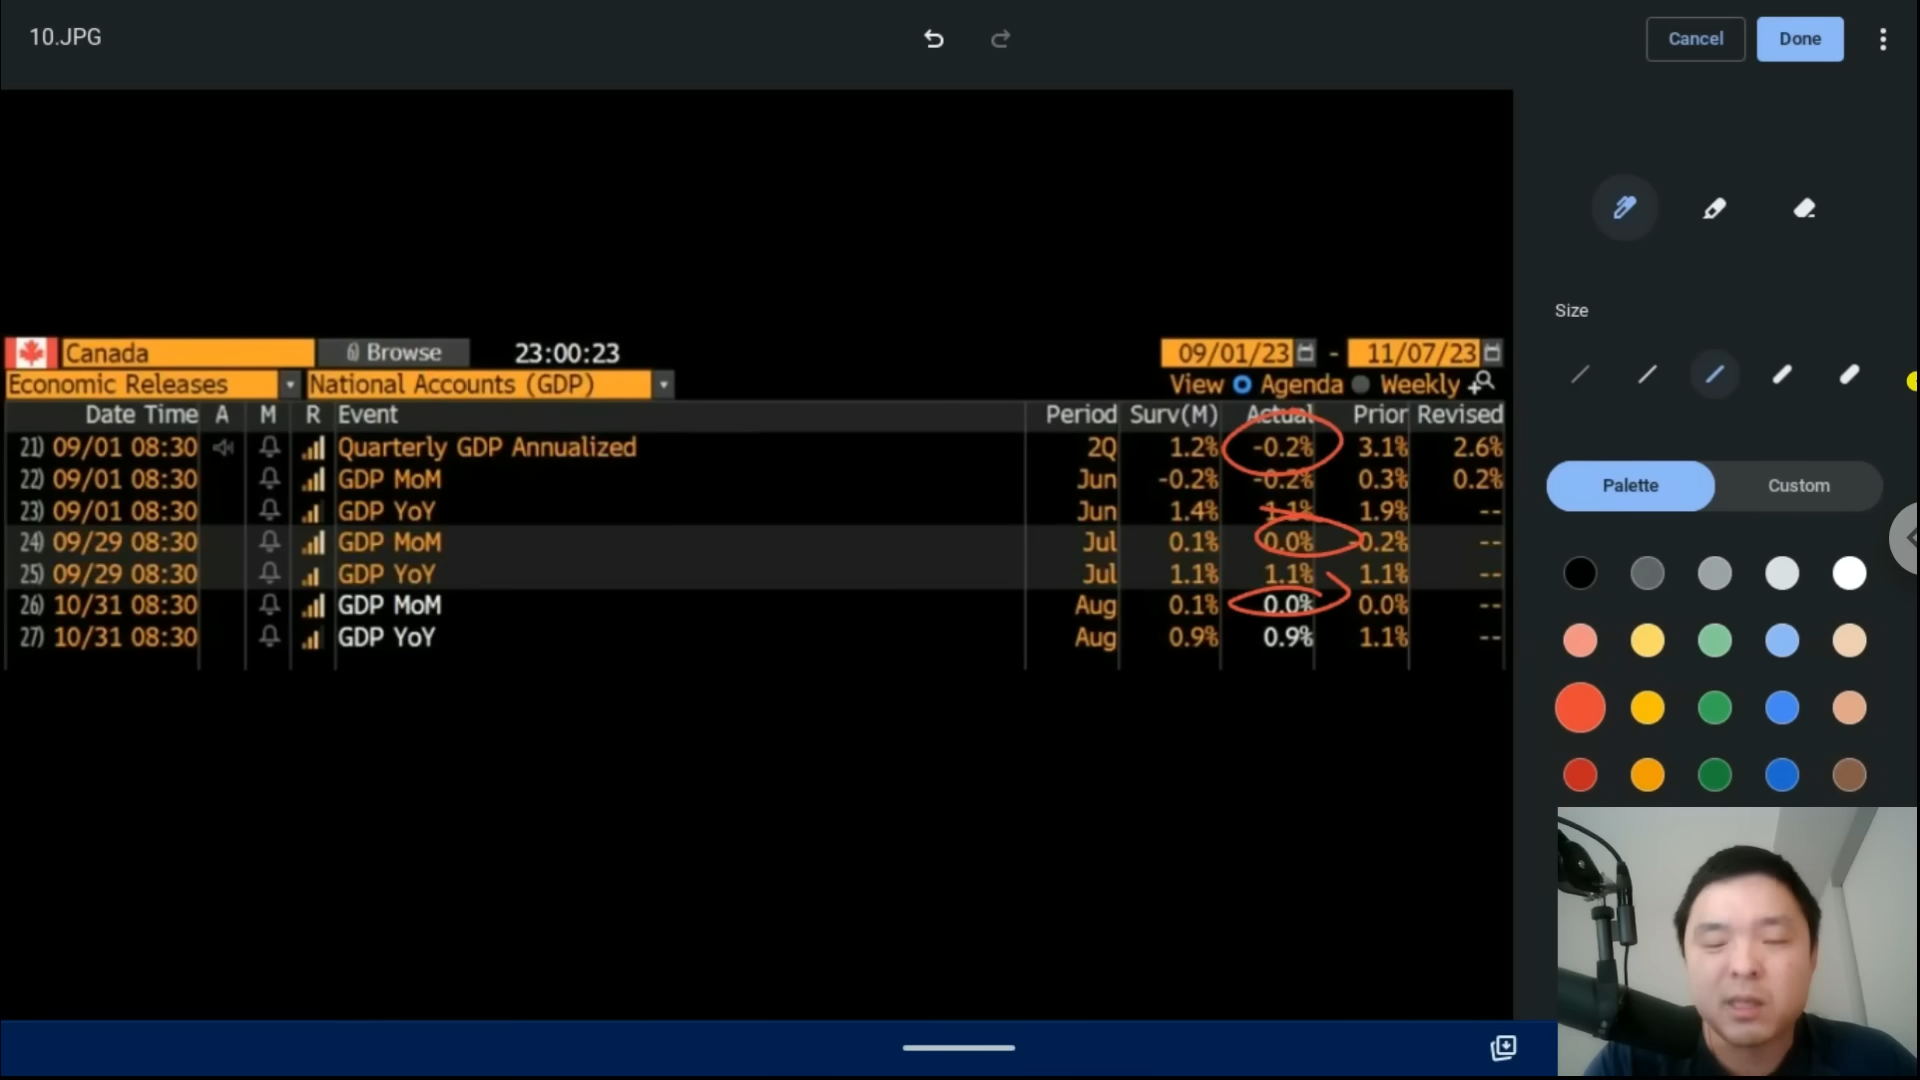 10.JPG
Cancel Done
Size
Canada Browse 23:00:23 09/01/23 - 11/07/23
Economic Releases National Accounts (GDP) View Agenda Weekly
Date Time A M R Event Period Surv(M) Actual Prior Revised
21) 09/01 08:30 Quarterly GDP Annualized 2Q 1.2% -0.2% 3.1% 2.6%
22) 09/01 08:30 GDP MoM Jun -0.2% -0.2% 0.3% 0.2%
23) 09/01 08:30 GDP YoY Jun 1.4% 1.1% 1.9% --
24) 09/29 08:30 GDP MoM Jul 0.1% 0.0% -0.2% --
25) 09/29 08:30 GDP YoY Jul 1.1% 1.1% 1.1% --
26) 10/31 08:30 GDP MoM Aug 0.1% 0.0% 0.0% --
27) 10/31 08:30 GDP YoY Aug 0.9% 0.9% 1.1% --
Palette Custom